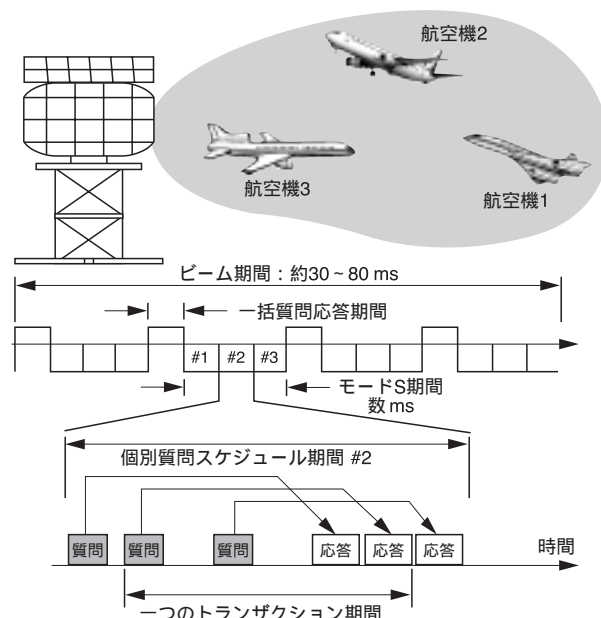 航空機2
航空機3
航空機1
ビーム期間：約30～80 ms
一括質問応答期間
#1 #2 #3
モードS期間
数 ms
個別質問スケジュール期間 #2
質問 質問 質問 応答 応答 応答 時間
一つのトランザクション期間